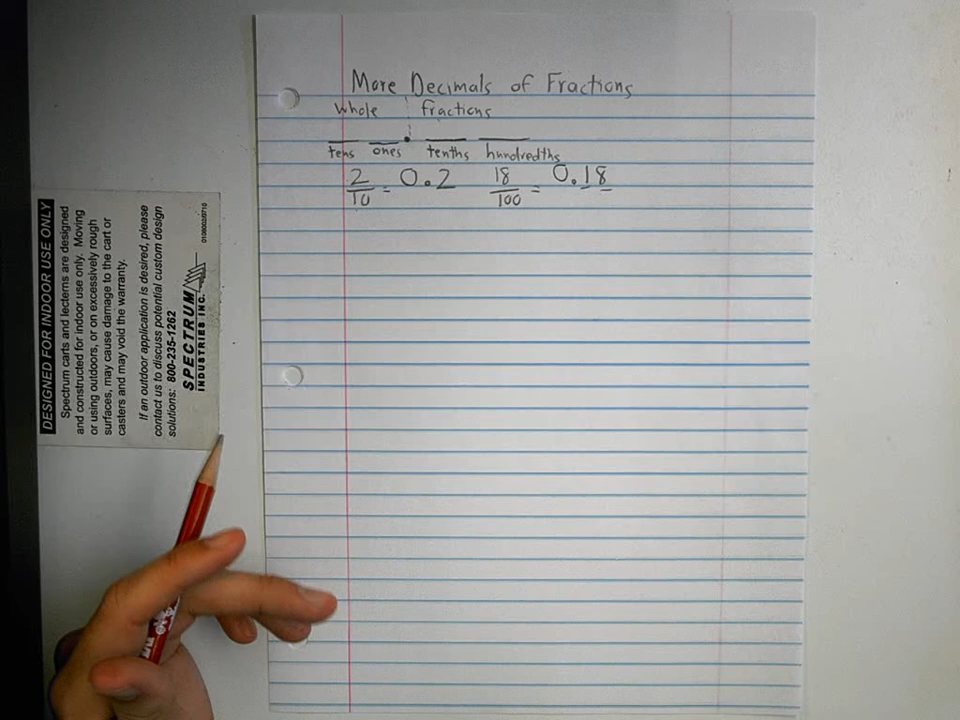 More Decimals of Fractions
whole fractions
tens ones . tenths hundredths
2/10 = 0.2 18/100 = 0.18
DESIGNED FOR INDOOR USE ONLY
Spectrum carts and lecterns are designed
and constructed for indoor use only. Moving
or using outdoors, or on excessively rough
surfaces, may cause damage to the cart or
casters and may void the warranty.
If an outdoor application is desired, please
contact us to discuss potential custom design
solutions: 800-235-1262
SPECTRUM
INDUSTRIES INC.